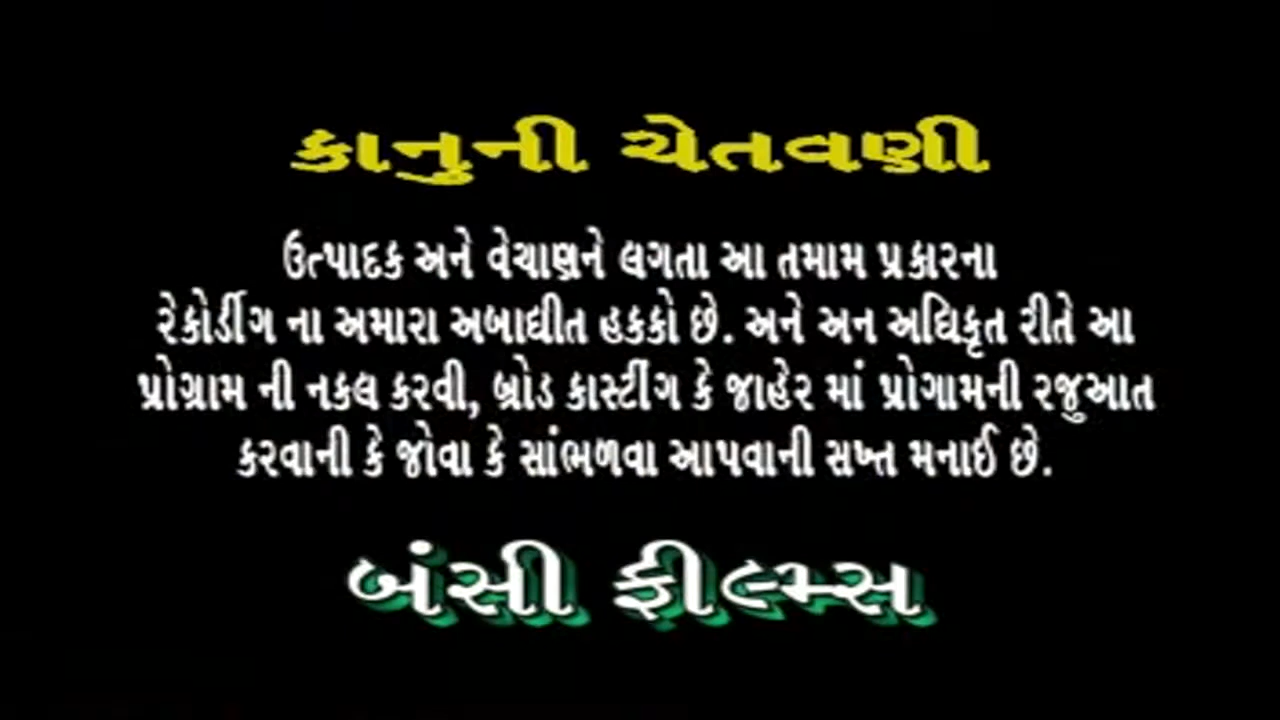 કાનુની ચેતવણી
ઉત્પાદક અને વેચાણને લગતા આ તમામ પ્રકારના
રેકોર્ડીંગ ના અમારા અબાધીત હકકો છે. અને અન અધિકૃત રીતે આ
પ્રોગ્રામ ની નકલ કરવી, બ્રોડ કાસ્ટીંગ કે જાહેર માં પ્રોગામની રજુઆત
કરવાની કે જોવા કે સાંભળવા આપવાની સખ્ત મનાઈ છે.
બંસી ફીલ્મ્સ